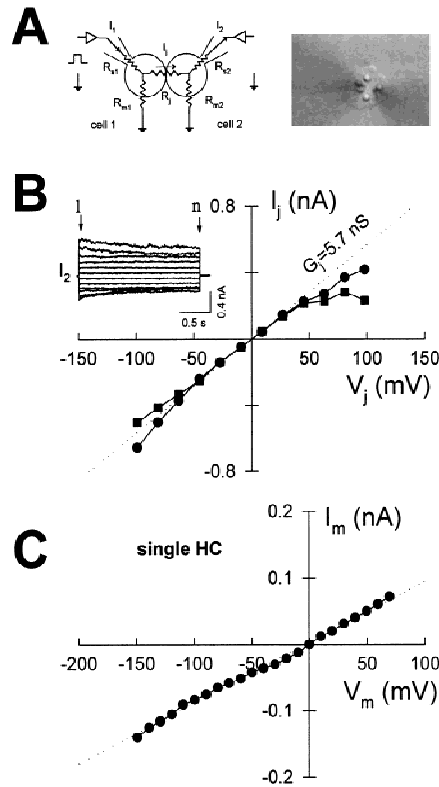 A
I1 Ij I2
Rs1 Rs2
Rj
Rm1 Rm2
cell 1 cell 2
B
0.8 Ij (nA)
l n
Gj=5.7 nS
I2
0.4 nA
0.5 s
-150 -100 -50 50 100 150
Vj (mV)
-0.8
C
0.2 Im (nA)
single HC
0.1
-200 -150 -100 -50 50 100
Vm (mV)
-0.1
-0.2